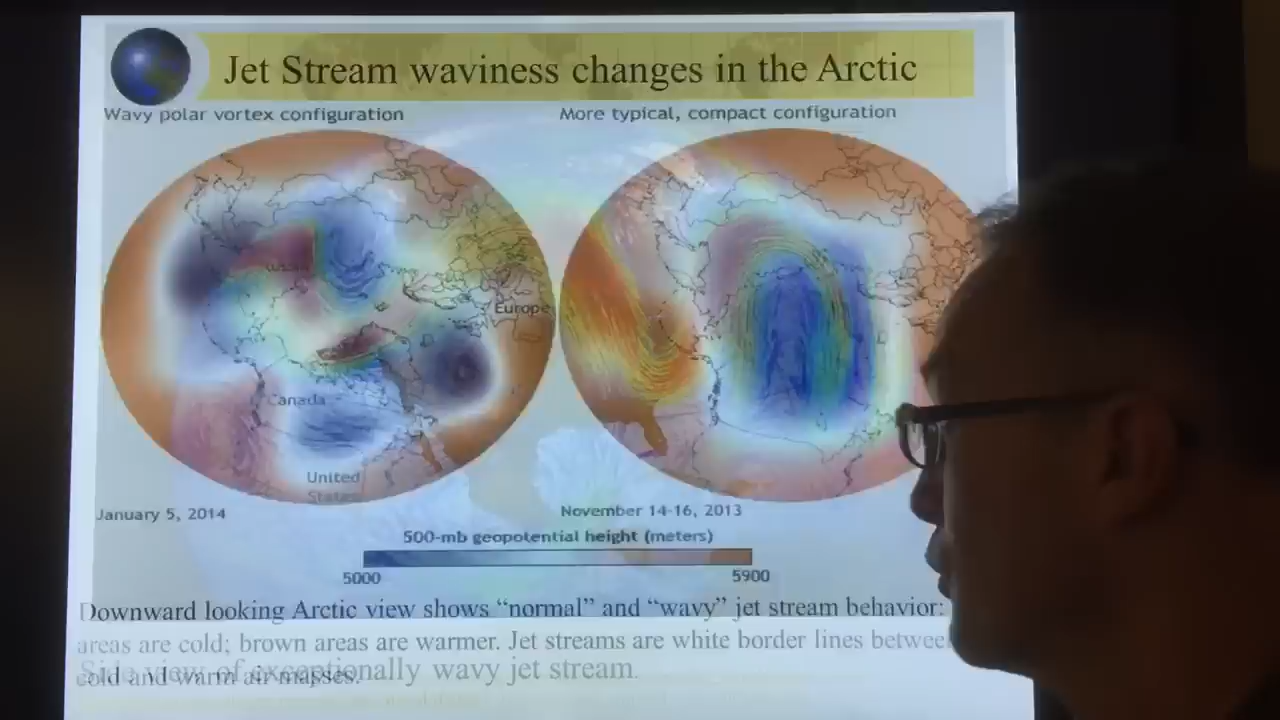 Jet Stream waviness changes in the Arctic
Wavy polar vortex configuration
More typical, compact configuration
Europe
Canada
United
States
January 5, 2014
November 14-16, 2013
500-mb geopotential height (meters)
5000
5900
Downward looking Arctic view shows “normal” and “wavy” jet stream behavior:
areas are cold; brown areas are warmer. Jet streams are white border lines
cold and warm air masses.
Side view of exceptionally wavy jet stream.